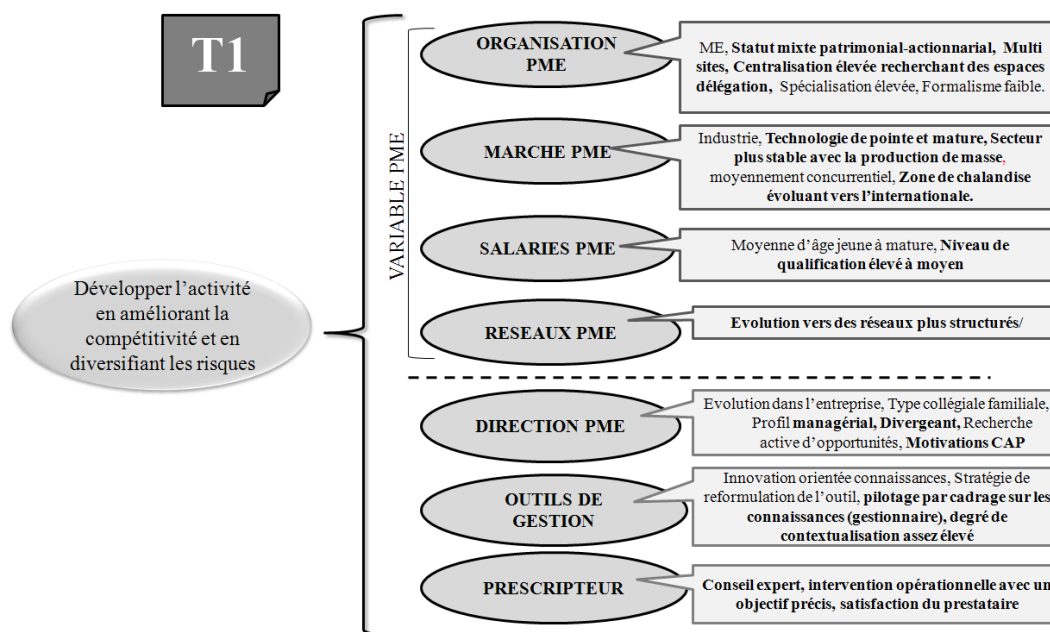 T1
Développer l’activité
en améliorant la
compétitivité et en
diversifiant les risques
VARIABLE PME
ORGANISATION
PME
ME, Statut mixte patrimonial-actionnarial, Multi
sites, Centralisation élevée recherchant des espaces
délégation, Spécialisation élevée, Formalisme faible.
MARCHE PME
Industrie, Technologie de pointe et mature, Secteur
plus stable avec la production de masse,
moyennement concurrentiel, Zone de chalandise
évoluant vers l’internationale.
SALARIES PME
Moyenne d’âge jeune à mature, Niveau de
qualification élevé à moyen
RESEAUX PME
Evolution vers des réseaux plus structurés/
DIRECTION PME
Evolution dans l’entreprise, Type collégiale familiale,
Profil managérial, Divergeant, Recherche
active d’opportunités, Motivations CAP
OUTILS DE
GESTION
Innovation orientée connaissances, Stratégie de
reformulation de l’outil, pilotage par cadrage sur les
connaissances (gestionnaire), degré de
contextualisation assez élevé
PRESCRIPTEUR
Conseil expert, intervention opérationnelle avec un
objectif précis, satisfaction du prestataire